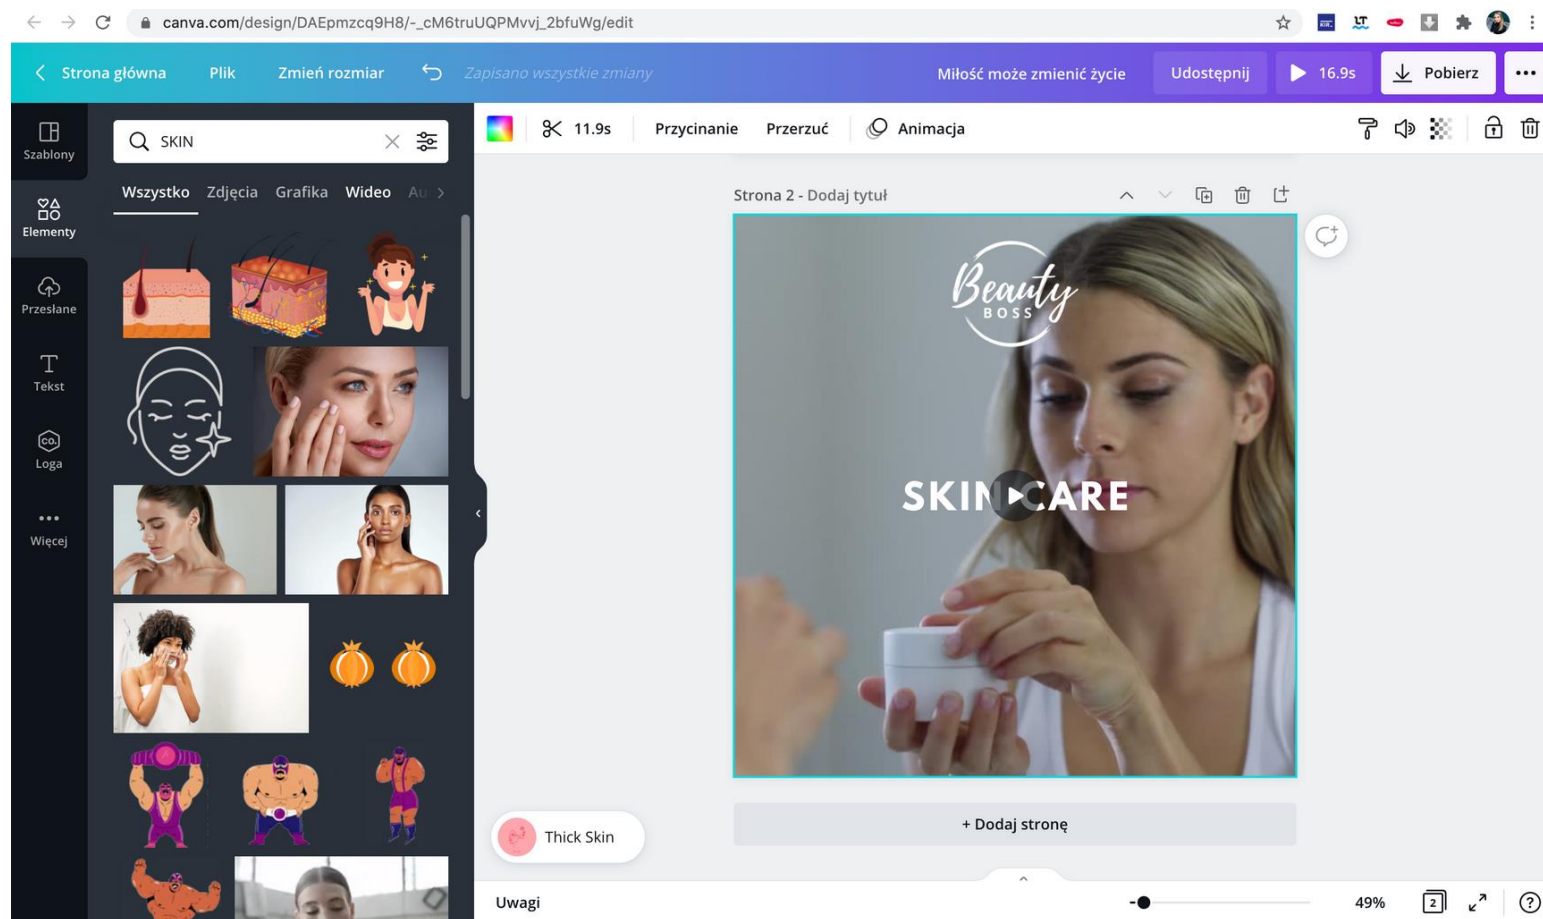 canva.com/design/DAEpmzcq9H8/-_cM6truUQPMvvj_2bfuWg/edit
Strona główna Plik Zmień rozmiar Zapisano wszystkie zmiany Miłość może zmienić życie Udostępnij 16.9s Pobierz
Szablony
Elementy
Przesłane
Tekst
CO.
Loga
Więcej
SKIN
Wszystko Zdjęcia Grafika Wideo
11.9s Przycinanie Przerzuć Animacja
Strona 2 - Dodaj tytuł
Beauty
BOSS
SKIN CARE
Thick Skin
+ Dodaj stronę
Uwagi
49%
2
?